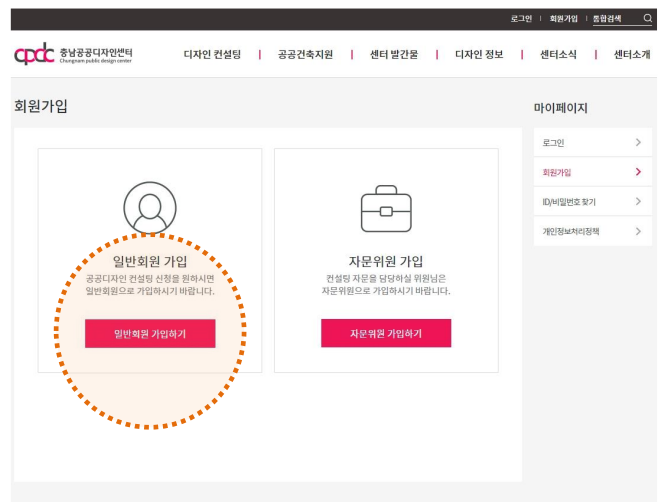 로그인 | 회원가입 | 통합검색
cpdc 충남공공디자인센터
Chungnam public design center
디자인 컨설팅 | 공공건축지원 | 센터 발간물 | 디자인 정보 | 센터소식 | 센터소개
회원가입
일반회원 가입
공공디자인 컨설팅 신청을 원하시면
일반회원으로 가입하시기 바랍니다.
일반회원 가입하기
자문위원 가입
컨설팅 자문을 담당하실 위원님은
자문위원으로 가입하시기 바랍니다.
자문위원 가입하기
마이페이지
로그인
회원가입
ID/비밀번호 찾기
개인정보처리정책